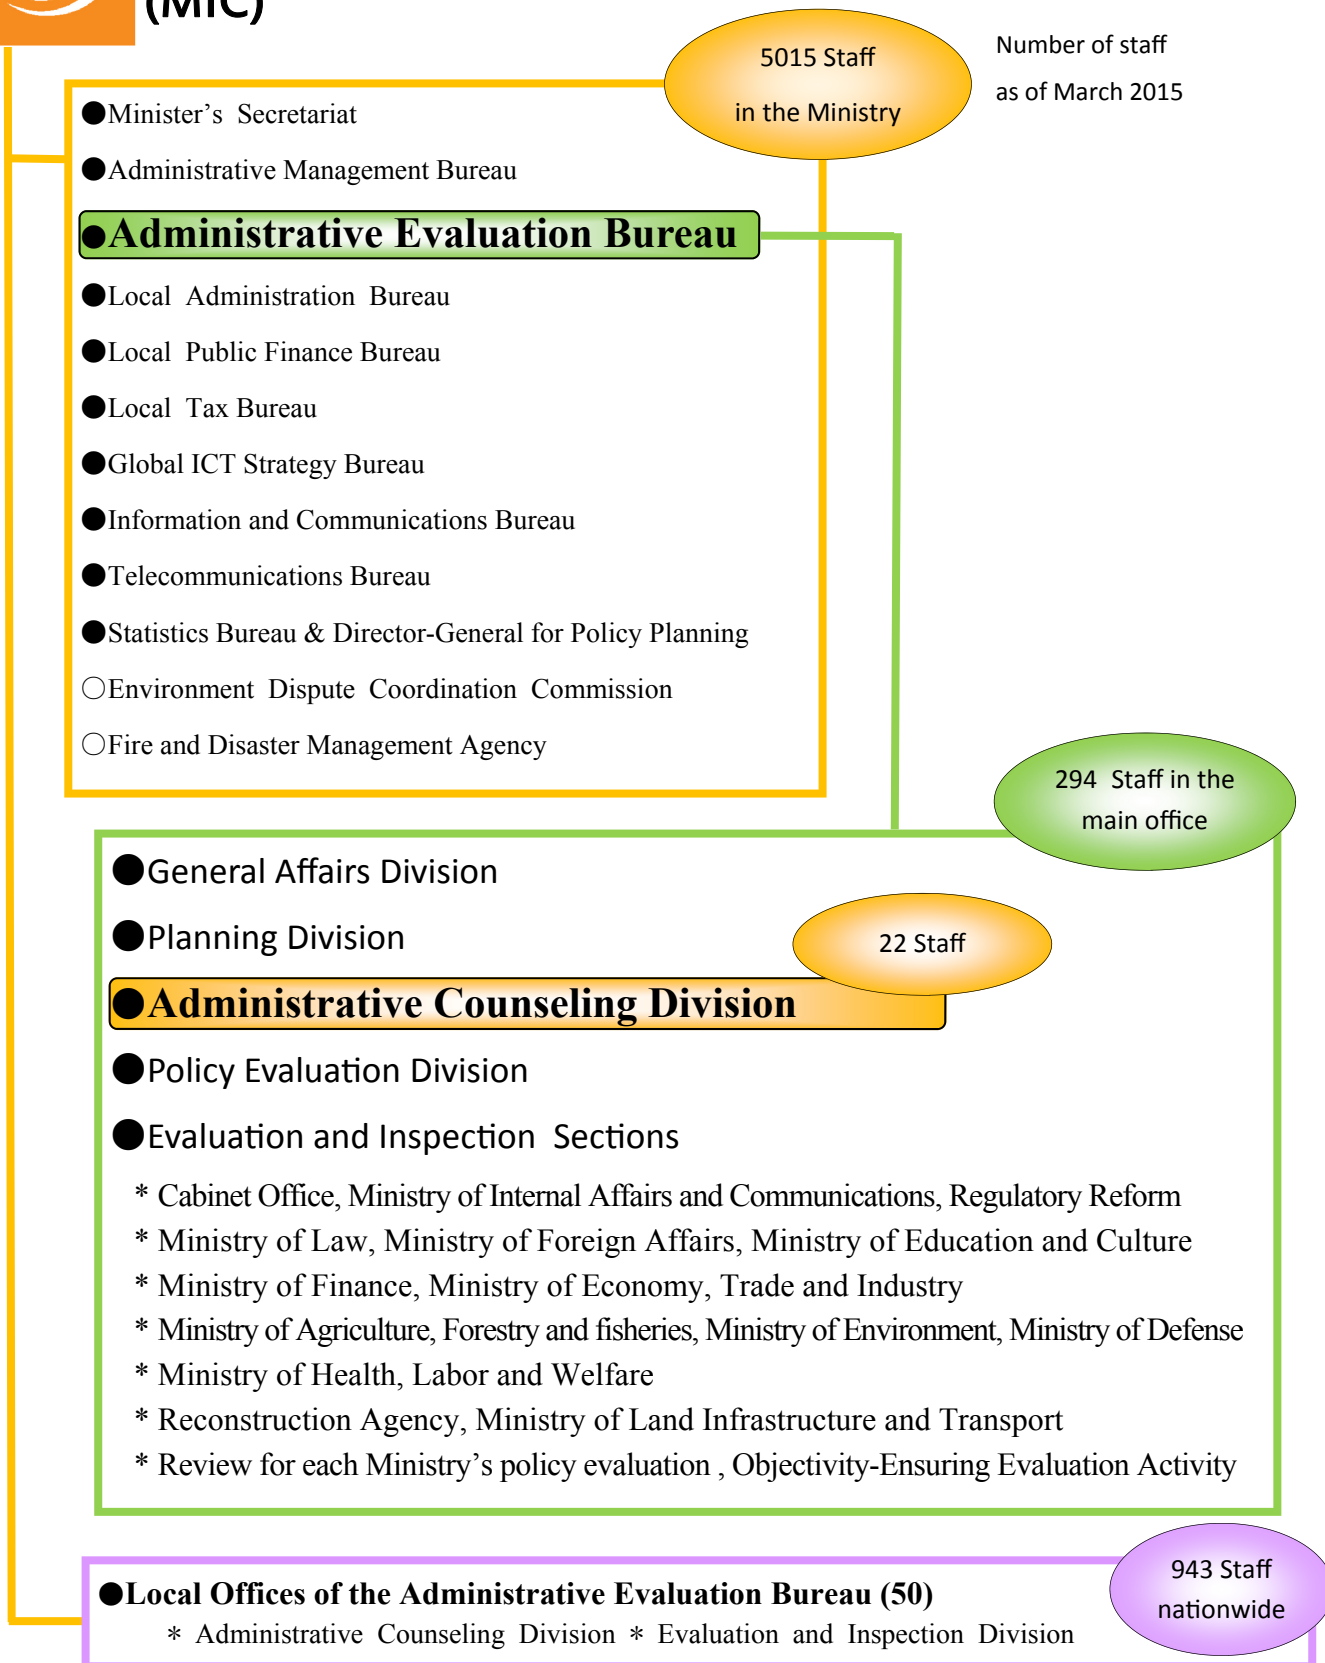 (MIC)
5015 Staff
in the Ministry
Number of staff
as of March 2015
●Minister’s Secretariat
●Administrative Management Bureau
●Administrative Evaluation Bureau
●Local Administration Bureau
●Local Public Finance Bureau
●Local Tax Bureau
●Global ICT Strategy Bureau
●Information and Communications Bureau
●Telecommunications Bureau
●Statistics Bureau & Director-General for Policy Planning
○Environment Dispute Coordination Commission
○Fire and Disaster Management Agency
294 Staff in the
main office
●General Affairs Division
●Planning Division
22 Staff
●Administrative Counseling Division
●Policy Evaluation Division
●Evaluation and Inspection Sections
* Cabinet Office, Ministry of Internal Affairs and Communications, Regulatory Reform
* Ministry of Law, Ministry of Foreign Affairs, Ministry of Education and Culture
* Ministry of Finance, Ministry of Economy, Trade and Industry
* Ministry of Agriculture, Forestry and fisheries, Ministry of Environment, Ministry of Defense
* Ministry of Health, Labor and Welfare
* Reconstruction Agency, Ministry of Land Infrastructure and Transport
* Review for each Ministry’s policy evaluation , Objectivity-Ensuring Evaluation Activity
943 Staff
nationwide
●Local Offices of the Administrative Evaluation Bureau (50)
* Administrative Counseling Division * Evaluation and Inspection Division